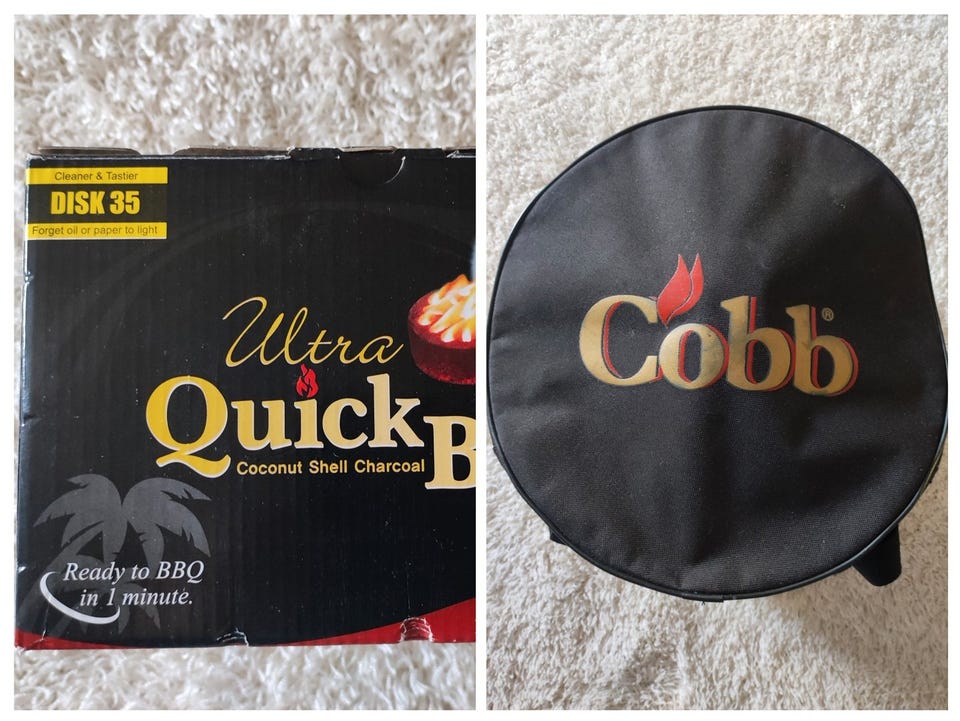 Cleaner & Tastier
DISK 35
Forget oil or paper to light
Ultra
Quick B
Coconut Shell Charcoal
Ready to BBQ
in 1 minute.
Cobb®